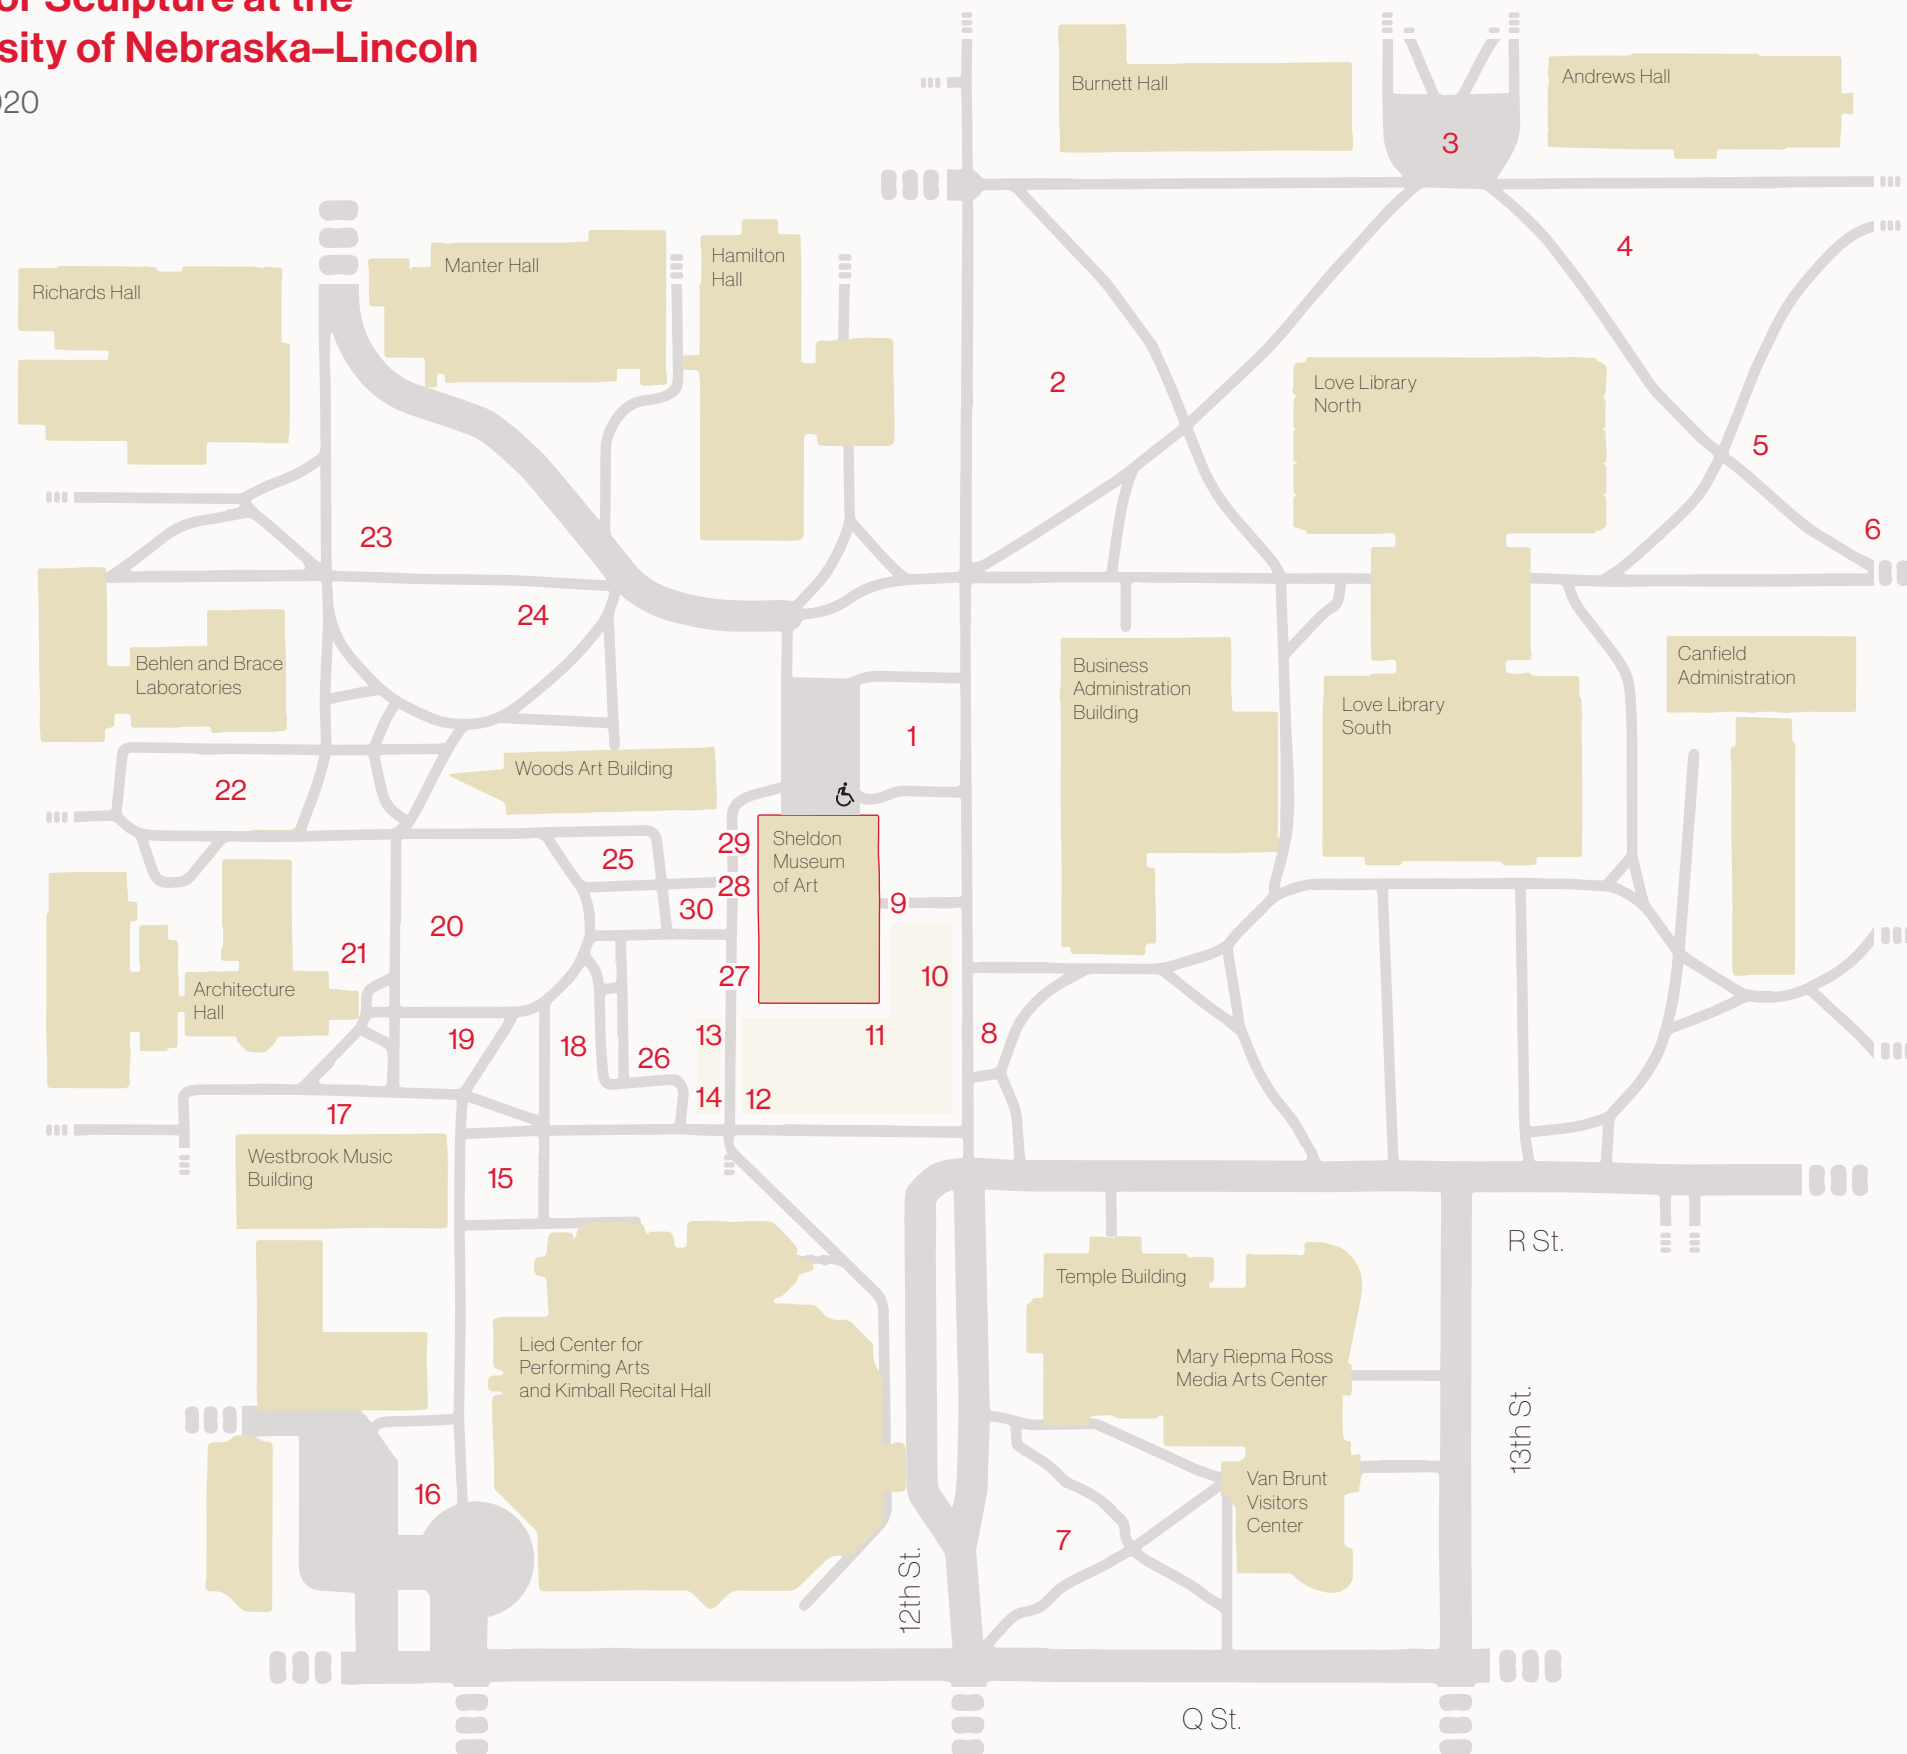 or Sculpture at the
sity of Nebraska–Lincoln
020
Burnett Hall
Andrews Hall
3
4
Richards Hall
Manter Hall
Hamilton
Hall
2
Love Library
North
5
6
23
24
Behlen and Brace
Laboratories
Business
Administration
Building
Love Library
South
Canfield
Administration
1
Woods Art Building
22
Sheldon
Museum
of Art
29
25
28
30
9
20
21
27
10
Architecture
Hall
19
18
26
13
11
8
14
12
17
Westbrook Music
Building
15
R St.
Temple Building
Lied Center for
Performing Arts
and Kimball Recital Hall
Mary Riepma Ross
Media Arts Center
13th St.
16
Van Brunt
Visitors
Center
7
12th St.
Q St.